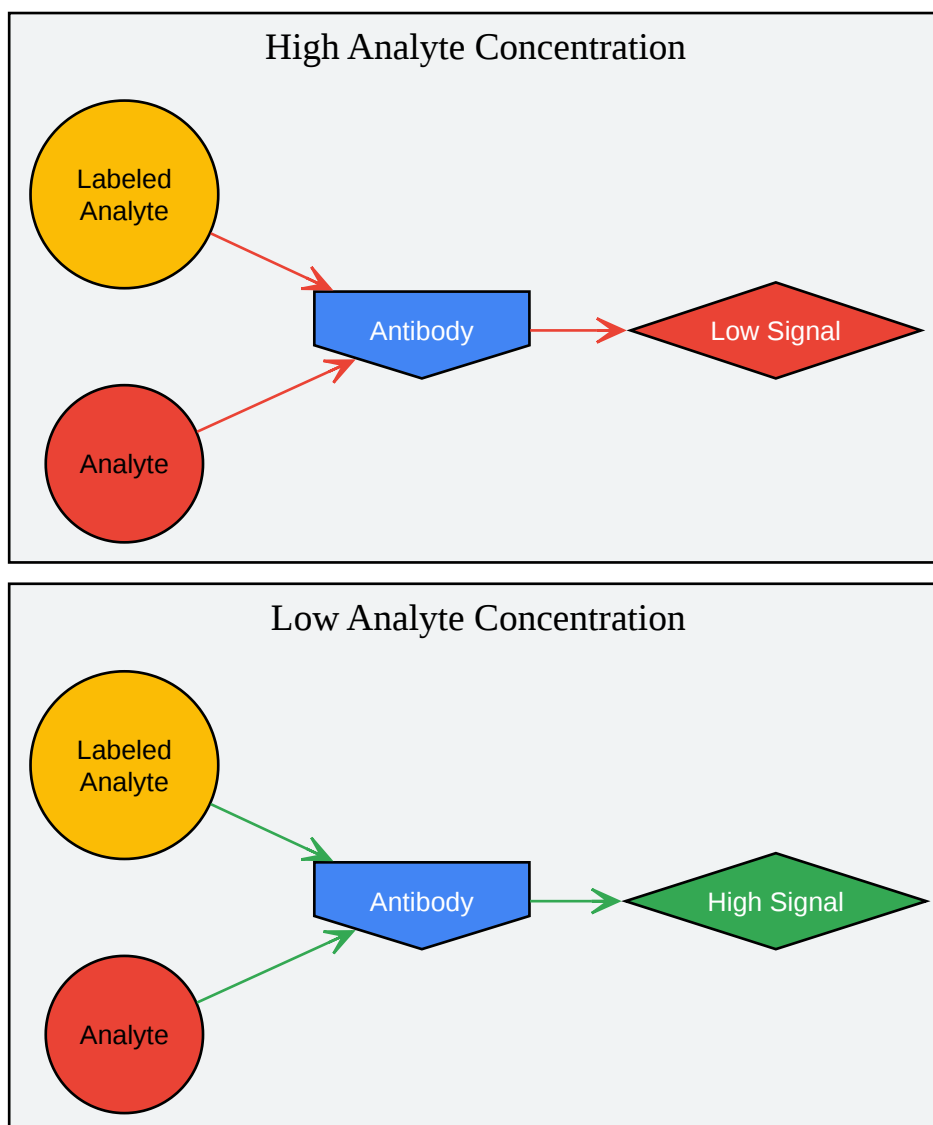 High Analyte Concentration
Labeled
Analyte
Antibody
Low Signal
Analyte
Low Analyte Concentration
Labeled
Analyte
Antibody
High Signal
Analyte